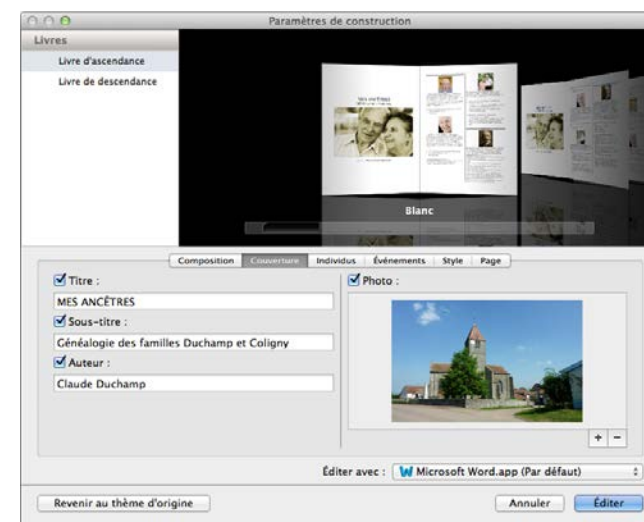 Paramètres de construction
Livres
Livre d'ascendance
Livre de descendance
MES ANCÊTRES
Blanc
Composition Couverture Individus Événements Style Page
Titre :
MES ANCÊTRES
Sous-titre :
Généalogie des familles Duchamp et Coligny
Auteur :
Claude Duchamp
Photo :
+ −
Éditer avec : Microsoft Word.app (Par défaut)
Revenir au thème d'origine
Annuler
Éditer